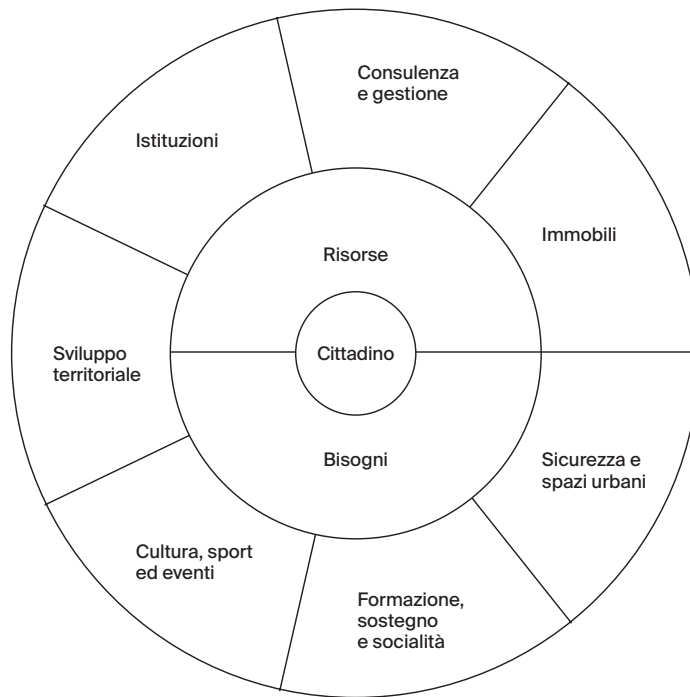 Consulenza
e gestione
Istituzioni
Immobili
Risorse
Cittadino
Sviluppo
territoriale
Bisogni
Sicurezza e
spazi urbani
Cultura, sport
ed eventi
Formazione,
sostegno
e socialità